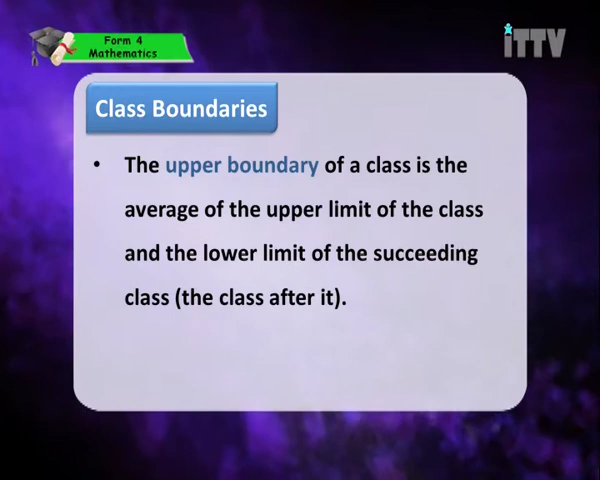 Form 4
Mathematics
iTTV
Class Boundaries
• The upper boundary of a class is the
average of the upper limit of the class
and the lower limit of the succeeding
class (the class after it).